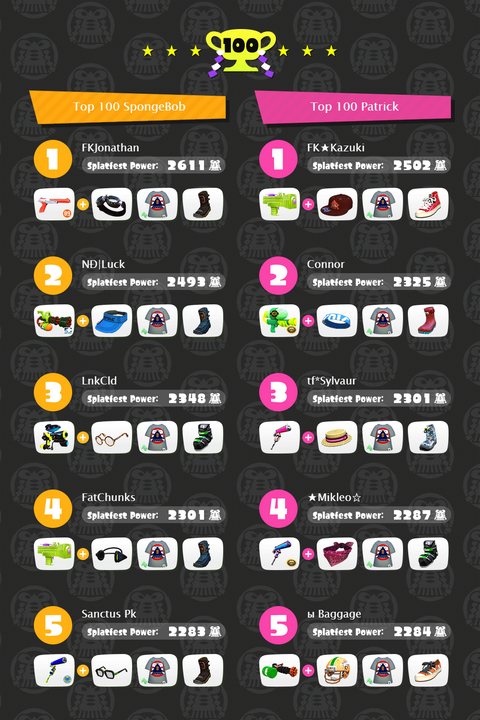 100
Top 100 SpongeBob
Top 100 Patrick
1
FKJonathan
Splatfest Power: 2611
1
FK★Kazuki
Splatfest Power: 2502
2
NĐ|Luck
Splatfest Power: 2493
2
Connor
Splatfest Power: 2325
3
LnkCld
Splatfest Power: 2348
3
tf*Sylvaur
Splatfest Power: 2301
4
FatChunks
Splatfest Power: 2301
4
★Mikleo☆
Splatfest Power: 2287
5
Sanctus Pk
Splatfest Power: 2283
5
ы Baggage
Splatfest Power: 2284